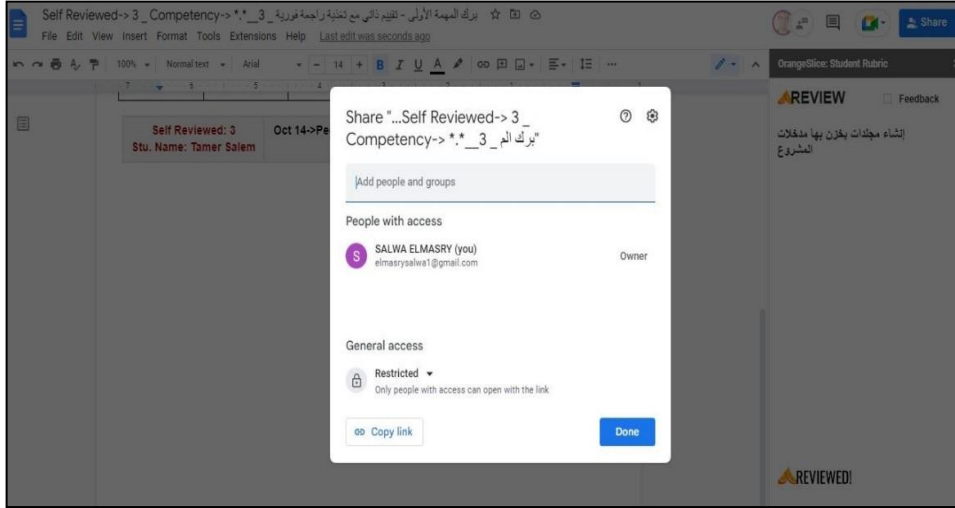 Self Reviewed-> 3 _ Competency-> *.*__3 _ برك المهمة الأولى - تقييم ذاتي مع تغذية راجعة فورية
File Edit View Insert Format Tools Extensions Help Last edit was seconds ago
Share
100% Normal text Arial 14 B I U A
OrangeSlice: Student Rubric
REVIEW Feedback
إنشاء مجلدات يخزن بها مدخلات
المشروع
Self Reviewed: 3
Stu. Name: Tamer Salem
Oct 14->Pe
Share "...Self Reviewed-> 3 _
Competency-> *.*__3 _ برك الم"
Add people and groups
People with access
S
SALWA ELMASRY (you)
elmasrysalwa1@gmail.com
Owner
General access
Restricted
Only people with access can open with the link
Copy link
Done
REVIEWED!